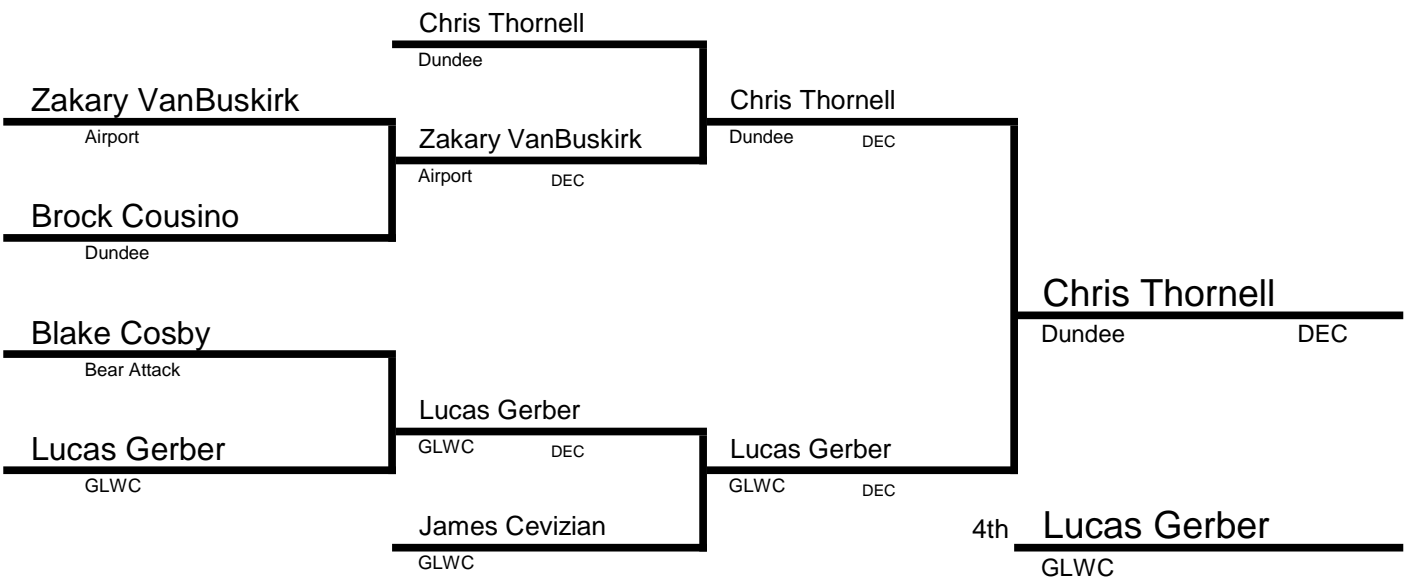 Chris Thornell
Dundee
Zakary VanBuskirk
Airport
Chris Thornell
Dundee DEC
Zakary VanBuskirk
Airport DEC
Brock Cousino
Dundee
Chris Thornell
Dundee DEC
Blake Cosby
Bear Attack
Lucas Gerber
GLWC DEC
Lucas Gerber
GLWC
Lucas Gerber
GLWC DEC
James Cevizian
GLWC
4th Lucas Gerber
GLWC